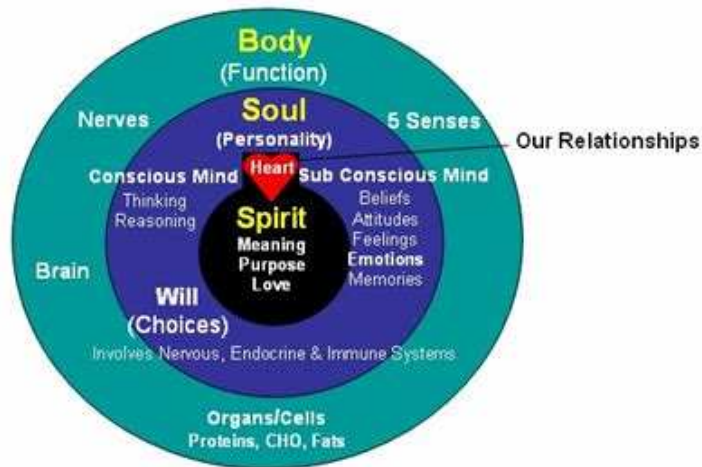 Body
(Function)
Nerves
Soul
(Personality)
5 Senses
Our Relationships
Conscious Mind
Heart
Sub Conscious Mind
Thinking
Reasoning
Beliefs
Attitudes
Feelings
Emotions
Memories
Spirit
Meaning
Purpose
Love
Brain
Will
(Choices)
Involves Nervous, Endocrine & Immune Systems
Organs/Cells
Proteins, CHO, Fats